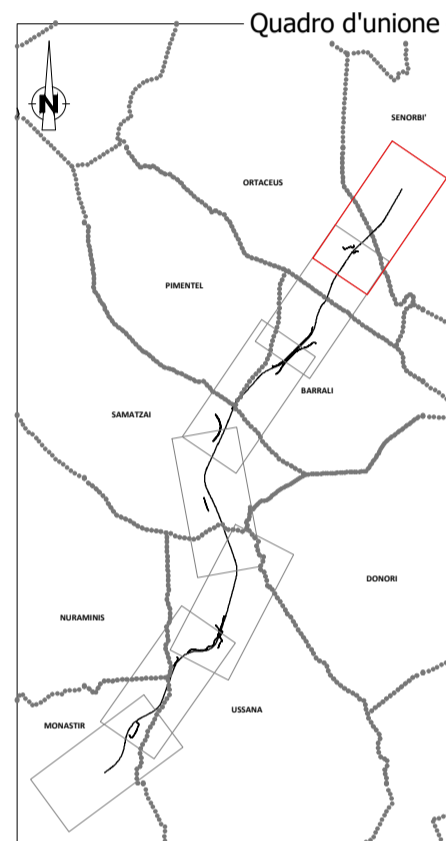 Quadro d'unione
N
SENORBI'
ORTACEUS
PIMENTEL
BARRALI
SAMATZAI
DONORI
NURAMINIS
USSANA
MONASTIR